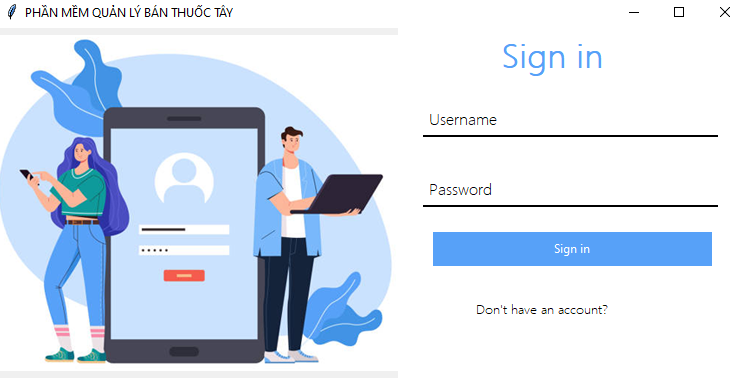 PHẦN MỀM QUẢN LÝ BÁN THUỐC TÂY
Sign in
Username
Password
Sign in
Don't have an account?